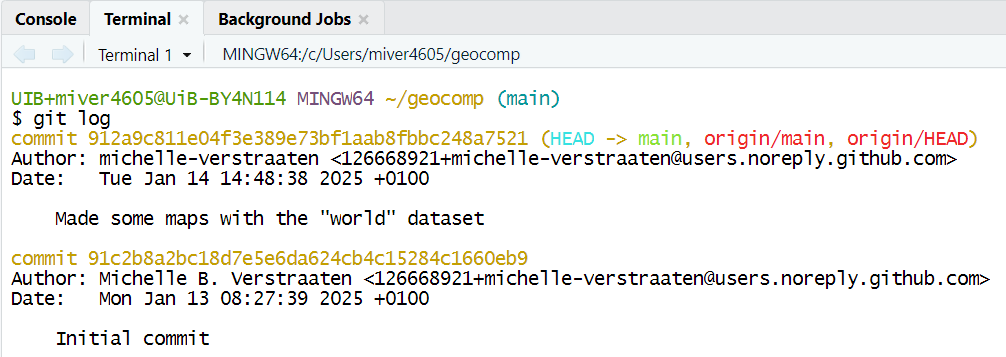 Console Terminal Background Jobs
Terminal 1 MINGW64:/c/Users/miver4605/geocomp
UIB+miver4605@UiB-BY4N114 MINGW64 ~/geocomp (main)
$ git log
commit 912a9c811e04f3e389e73bf1aab8fbbc248a7521 (HEAD -> main, origin/main, origin/HEAD)
Author: michelle-verstraaten <126668921+michelle-verstraaten@users.noreply.github.com>
Date:   Tue Jan 14 14:48:38 2025 +0100
    Made some maps with the "world" dataset
commit 91c2b8a2bc18d7e5e6da624cb4c15284c1660eb9
Author: Michelle B. Verstraaten <126668921+michelle-verstraaten@users.noreply.github.com>
Date:   Mon Jan 13 08:27:39 2025 +0100
    Initial commit